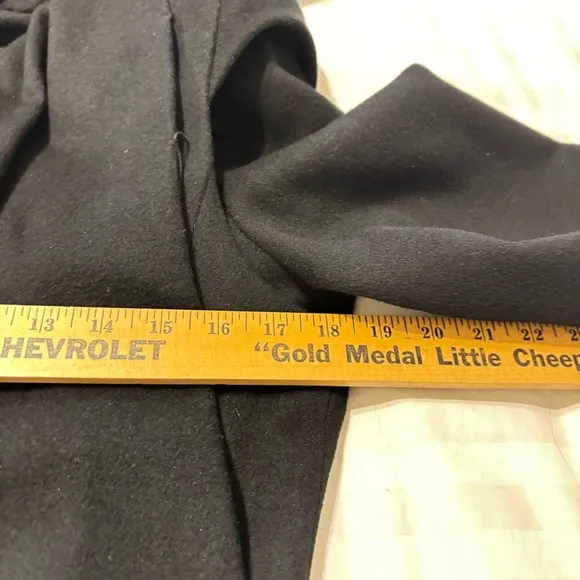 13 14 15 16 17 18 19 20 21 22
HEVROLET “Gold Medal Little Cheep